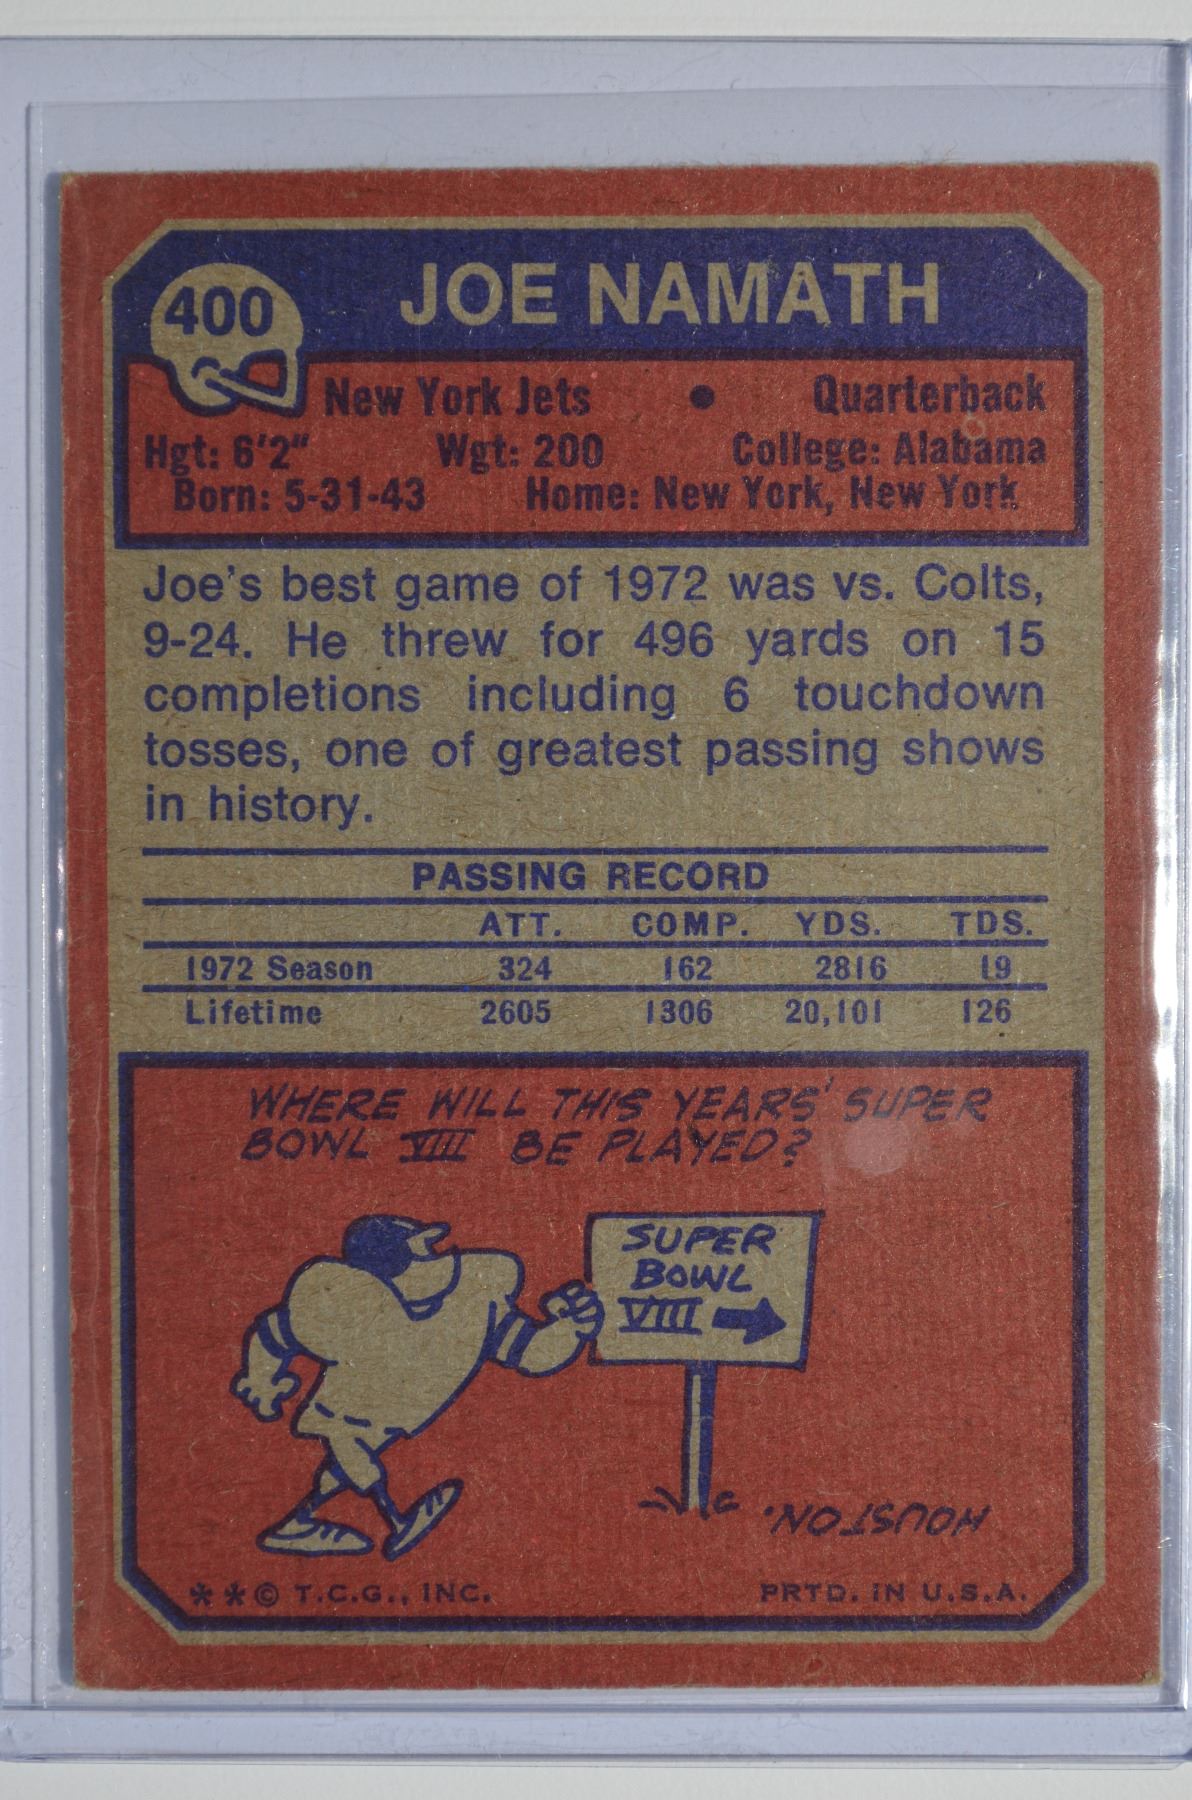 400
JOE NAMATH
New York Jets • Quarterback
Hgt: 6'2" Wgt: 200 College: Alabama
Born: 5-31-43 Home: New York, New York
Joe's best game of 1972 was vs. Colts,
9-24. He threw for 496 yards on 15
completions including 6 touchdown
tosses, one of greatest passing shows
in history.
PASSING RECORD
ATT. COMP. YDS. TDS.
1972 Season 324 162 2816 19
Lifetime 2605 1306 20,101 126
WHERE WILL THIS YEARS' SUPER
BOWL VIII BE PLAYED?
SUPER
BOWL
VIII
HOUSTON.
**© T.C.G., INC. PRTD. IN U.S.A.